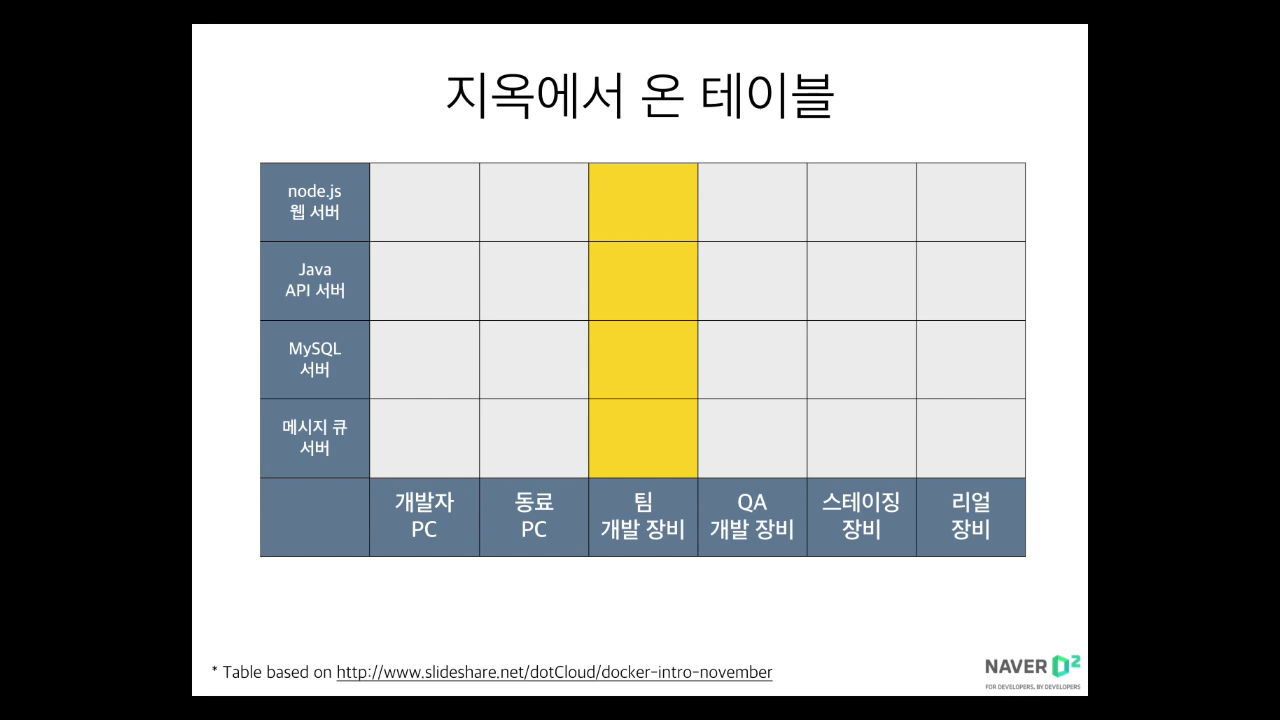 지옥에서 온 테이블
node.js
웹 서버
Java
API 서버
MySQL
서버
메시지 큐
서버
개발자
PC
동료
PC
팀
개발 장비
QA
개발 장비
스테이징
장비
리얼
장비
* Table based on http://www.slideshare.net/dotCloud/docker-intro-november
NAVER D2
FOR DEVELOPERS, BY DEVELOPERS